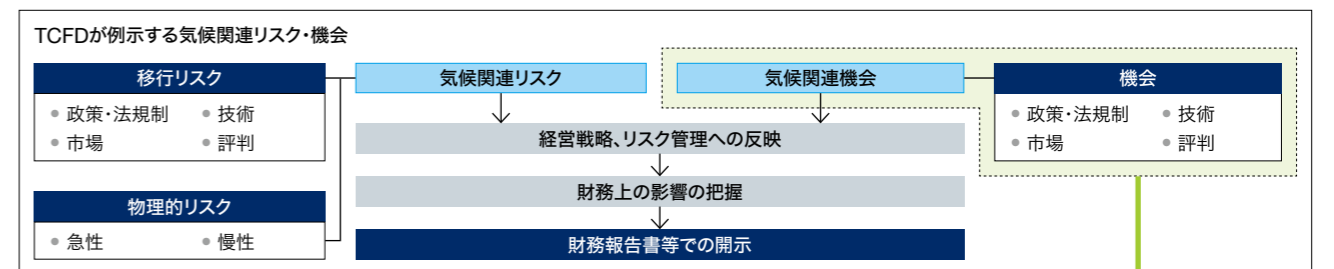 TCFDが例示する気候関連リスク・機会
移行リスク
● 政策・法規制 ● 技術
● 市場 ● 評判
物理的リスク
● 急性 ● 慢性
気候関連リスク
気候関連機会
機会
● 政策・法規制 ● 技術
● 市場 ● 評判
経営戦略、リスク管理への反映
財務上の影響の把握
財務報告書等での開示